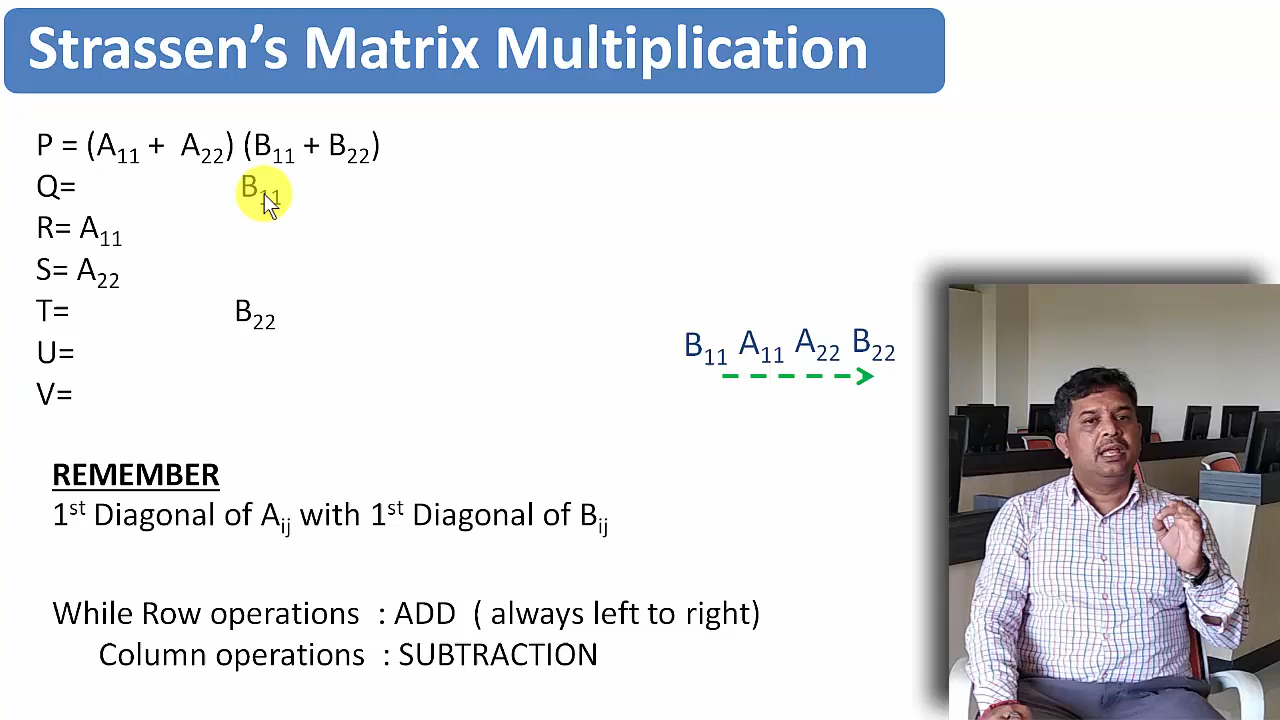 Strassen's Matrix Multiplication
P = (A₁₁ + A₂₂) (B₁₁ + B₂₂)
Q= B₁₁
R= A₁₁
S= A₂₂
T= B₂₂
U=
V=
B₁₁ A₁₁ A₂₂ B₂₂
REMEMBER
1ˢᵗ Diagonal of Aᵢⱼ with 1ˢᵗ Diagonal of Bᵢⱼ
While Row operations : ADD ( always left to right)
Column operations : SUBTRACTION